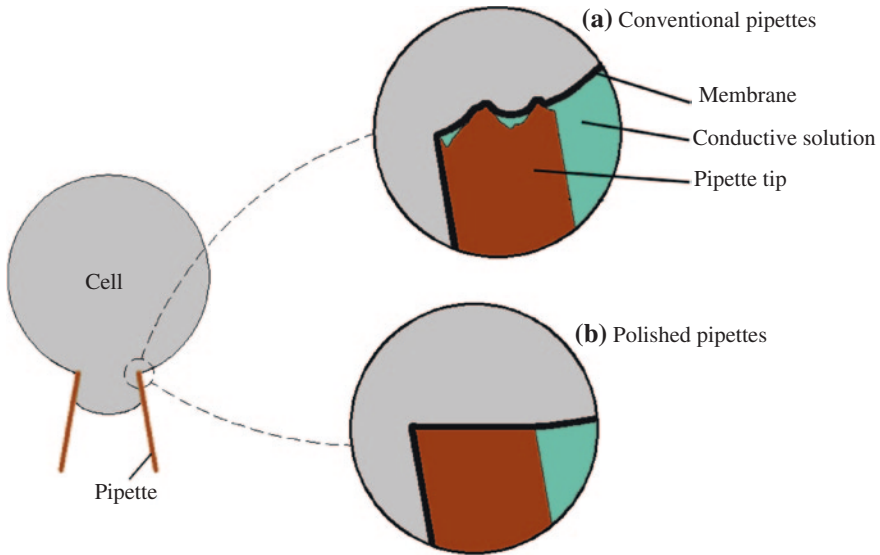 (a) Conventional pipettes
Membrane
Conductive solution
Pipette tip
Cell
(b) Polished pipettes
Pipette